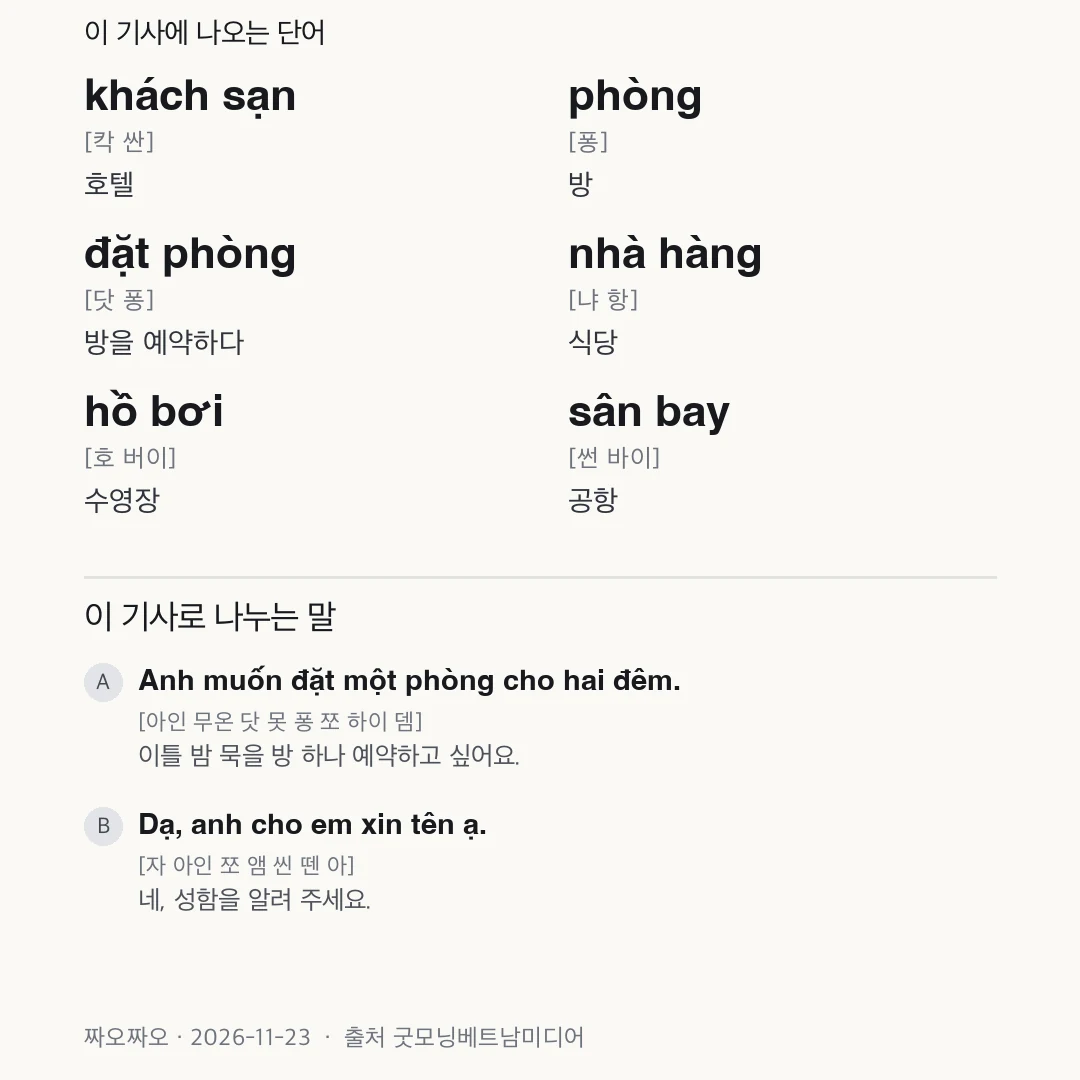 이 기사에 나오는 단어
khách sạn
[칵 싼]
호텔
phòng
[퐁]
방
đặt phòng
[닷 퐁]
방을 예약하다
nhà hàng
[냐 항]
식당
hồ bơi
[호 버이]
수영장
sân bay
[썬 바이]
공항
이 기사로 나누는 말
A Anh muốn đặt một phòng cho hai đêm.
[아인 무온 닷 못 퐁 쪼 하이 뎀]
이틀 밤 묵을 방 하나 예약하고 싶어요.
B Dạ, anh cho em xin tên ạ.
[자 아인 쪼 앰 씬 뗀 아]
네, 성함을 알려 주세요.
짜오짜오 · 2026-11-23 · 출처 굿모닝베트남미디어